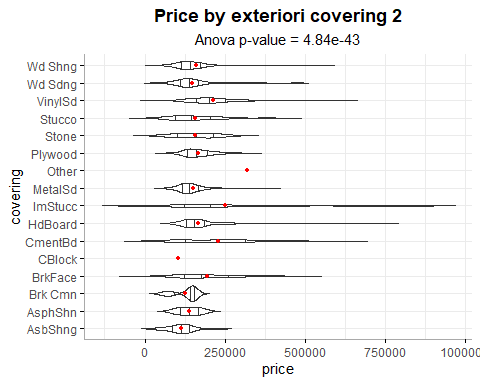 Price by exteriori covering 2
Anova p-value = 4.84e-43
covering
Wd Shng
Wd Sdng
VinylSd
Stucco
Stone
Plywood
Other
MetalSd
ImStucc
HdBoard
CmentBd
CBlock
BrkFace
Brk Cmn
AsphShn
AsbShng
0 250000 500000 750000 1000000
price